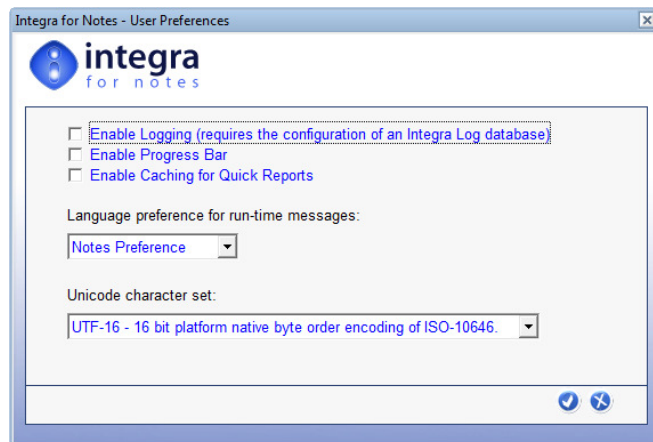 Integra for Notes - User Preferences
integra
for notes
Enable Logging (requires the configuration of an Integra Log database)
Enable Progress Bar
Enable Caching for Quick Reports
Language preference for run-time messages:
Notes Preference
Unicode character set:
UTF-16 - 16 bit platform native byte order encoding of ISO-10646.